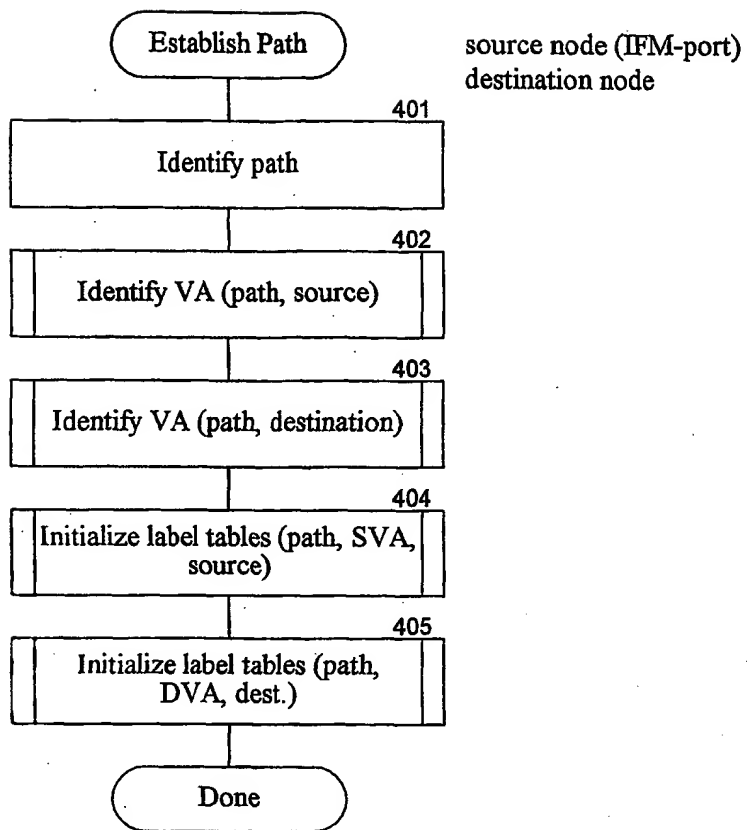 Establish Path
source node (IFM-port)
destination node
401
Identify path
402
Identify VA (path, source)
403
Identify VA (path, destination)
404
Initialize label tables (path, SVA,
source)
405
Initialize label tables (path,
DVA, dest.)
Done